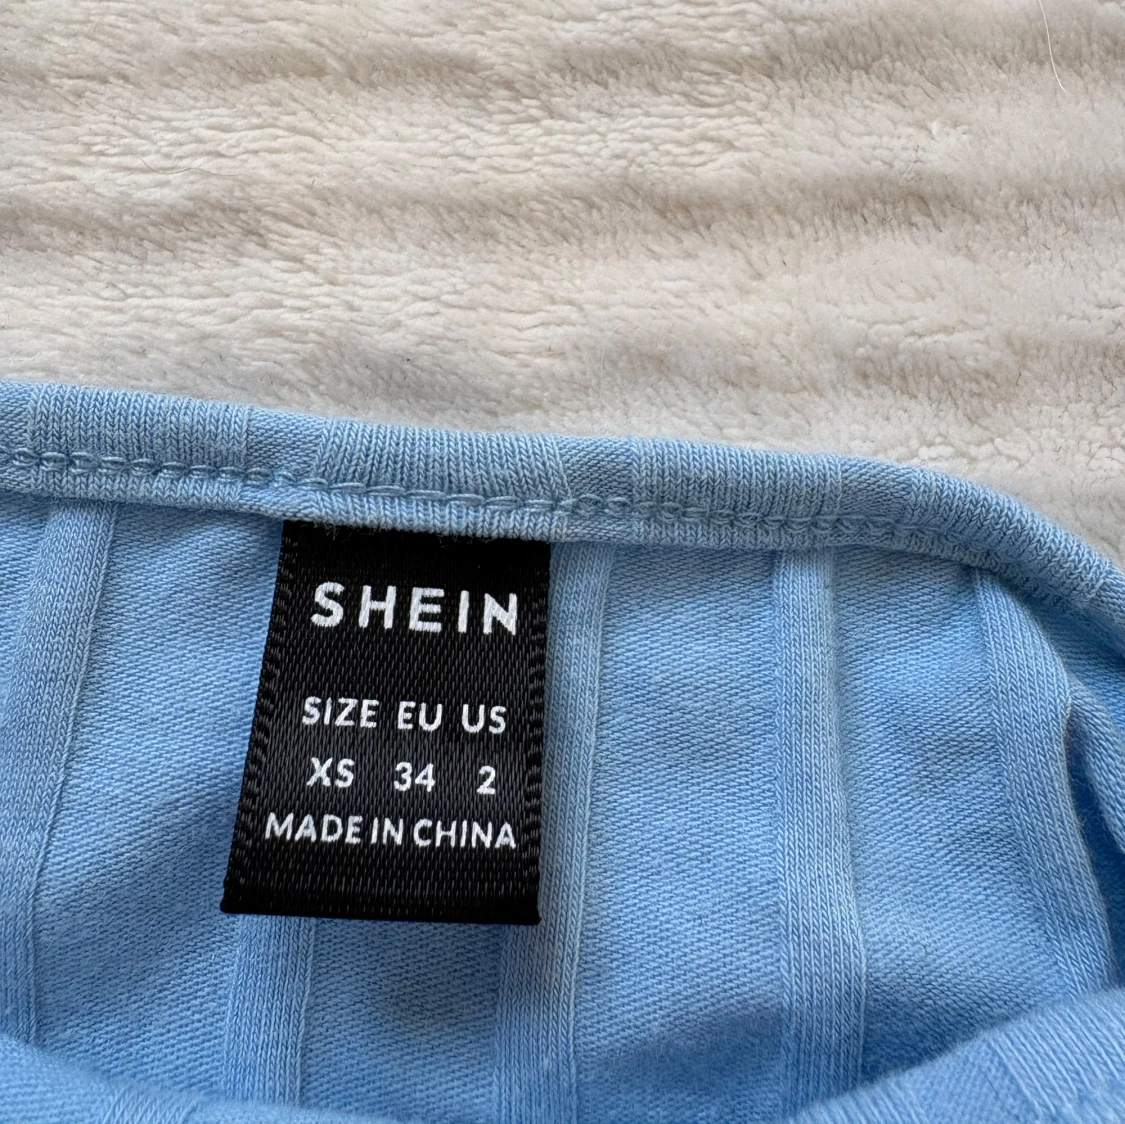 SHEIN
SIZE EU US
XS 34 2
MADE IN CHINA